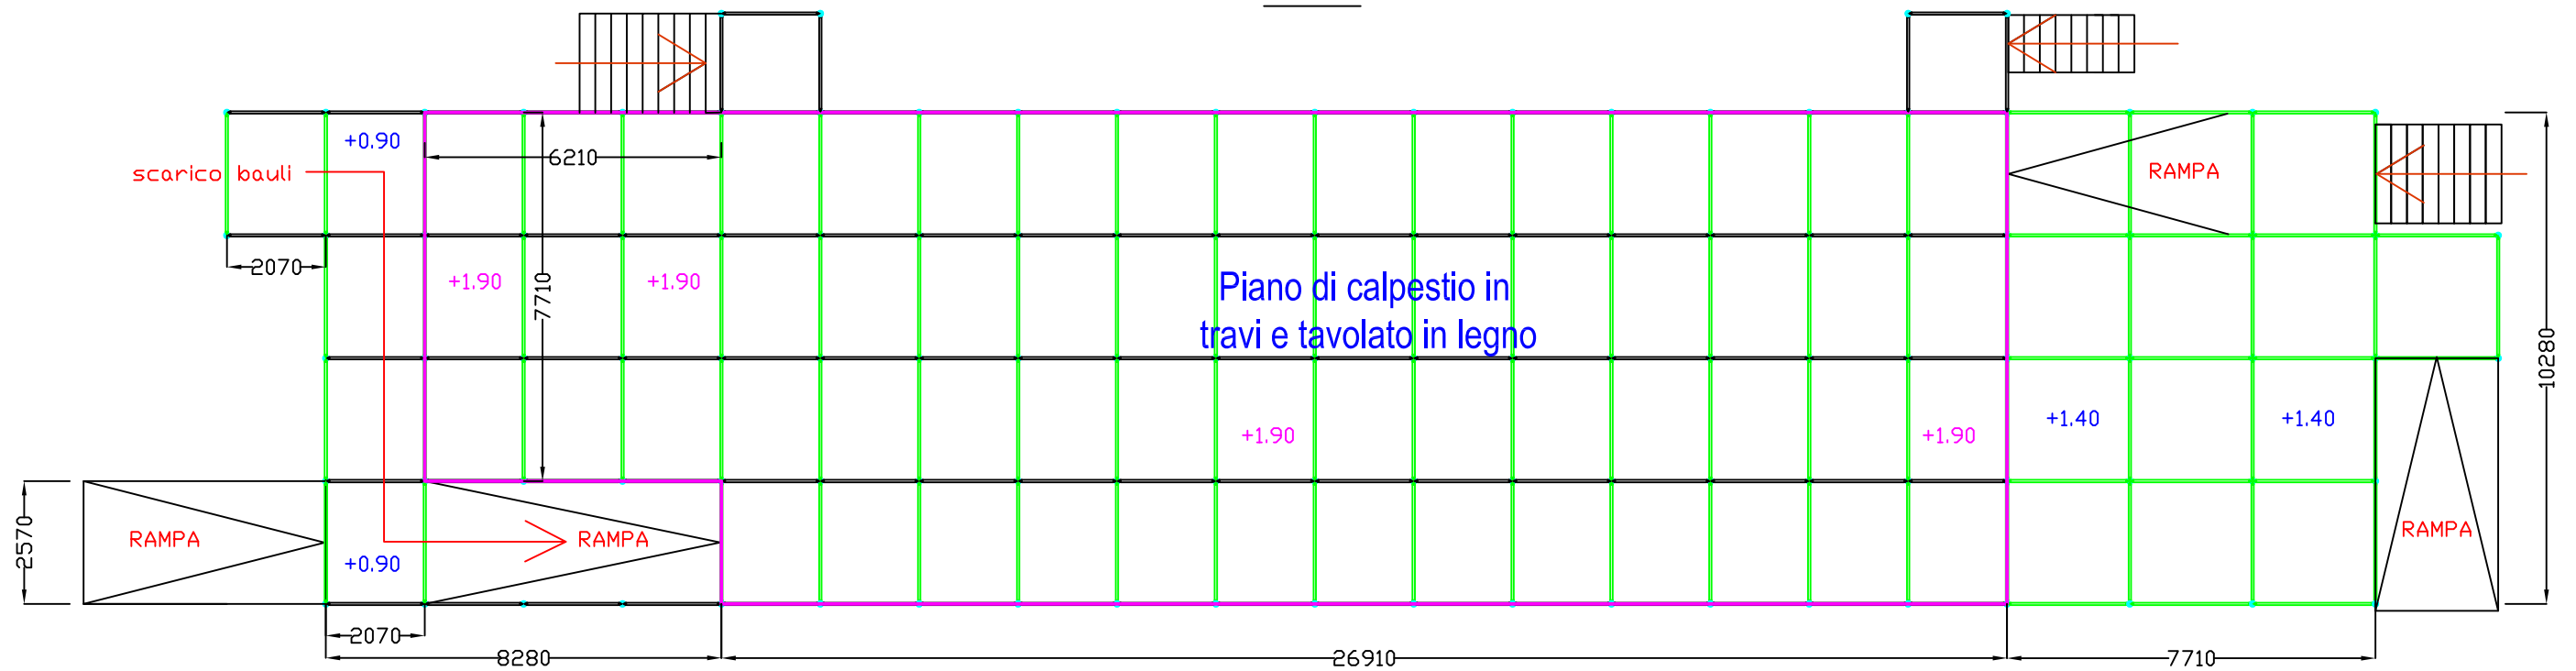 +0.90
6210
scarico bauli
RAMPA
2070
+1.90
+1.90
7710
Piano di calpestio in
travi e tavolato in legno
10280
+1.90
+1.90
+1.40
+1.40
2570
RAMPA
RAMPA
RAMPA
+0.90
2070
8280
26910
7710